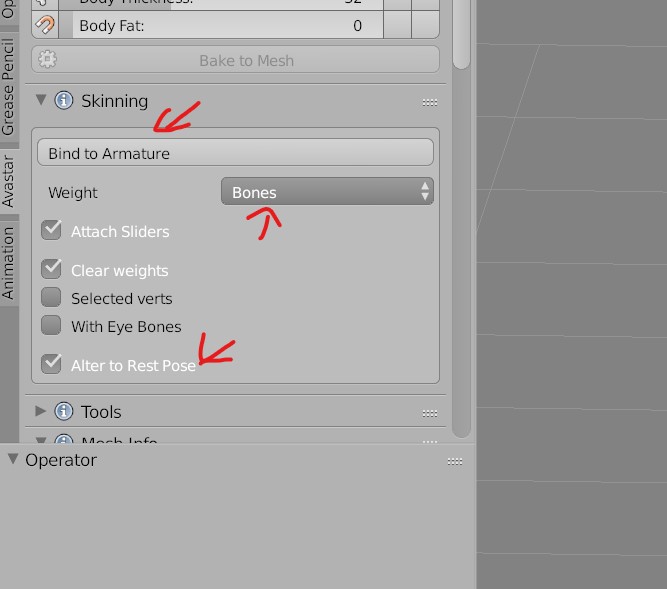 Op
Grease Pencil
Avastar
Animation
Body Thickness: 52
Body Fat: 0
Bake to Mesh
Skinning
Bind to Armature
Weight Bones
Attach Sliders
Clear weights
Selected verts
With Eye Bones
Alter to Rest Pose
Tools
Mesh Info
Operator